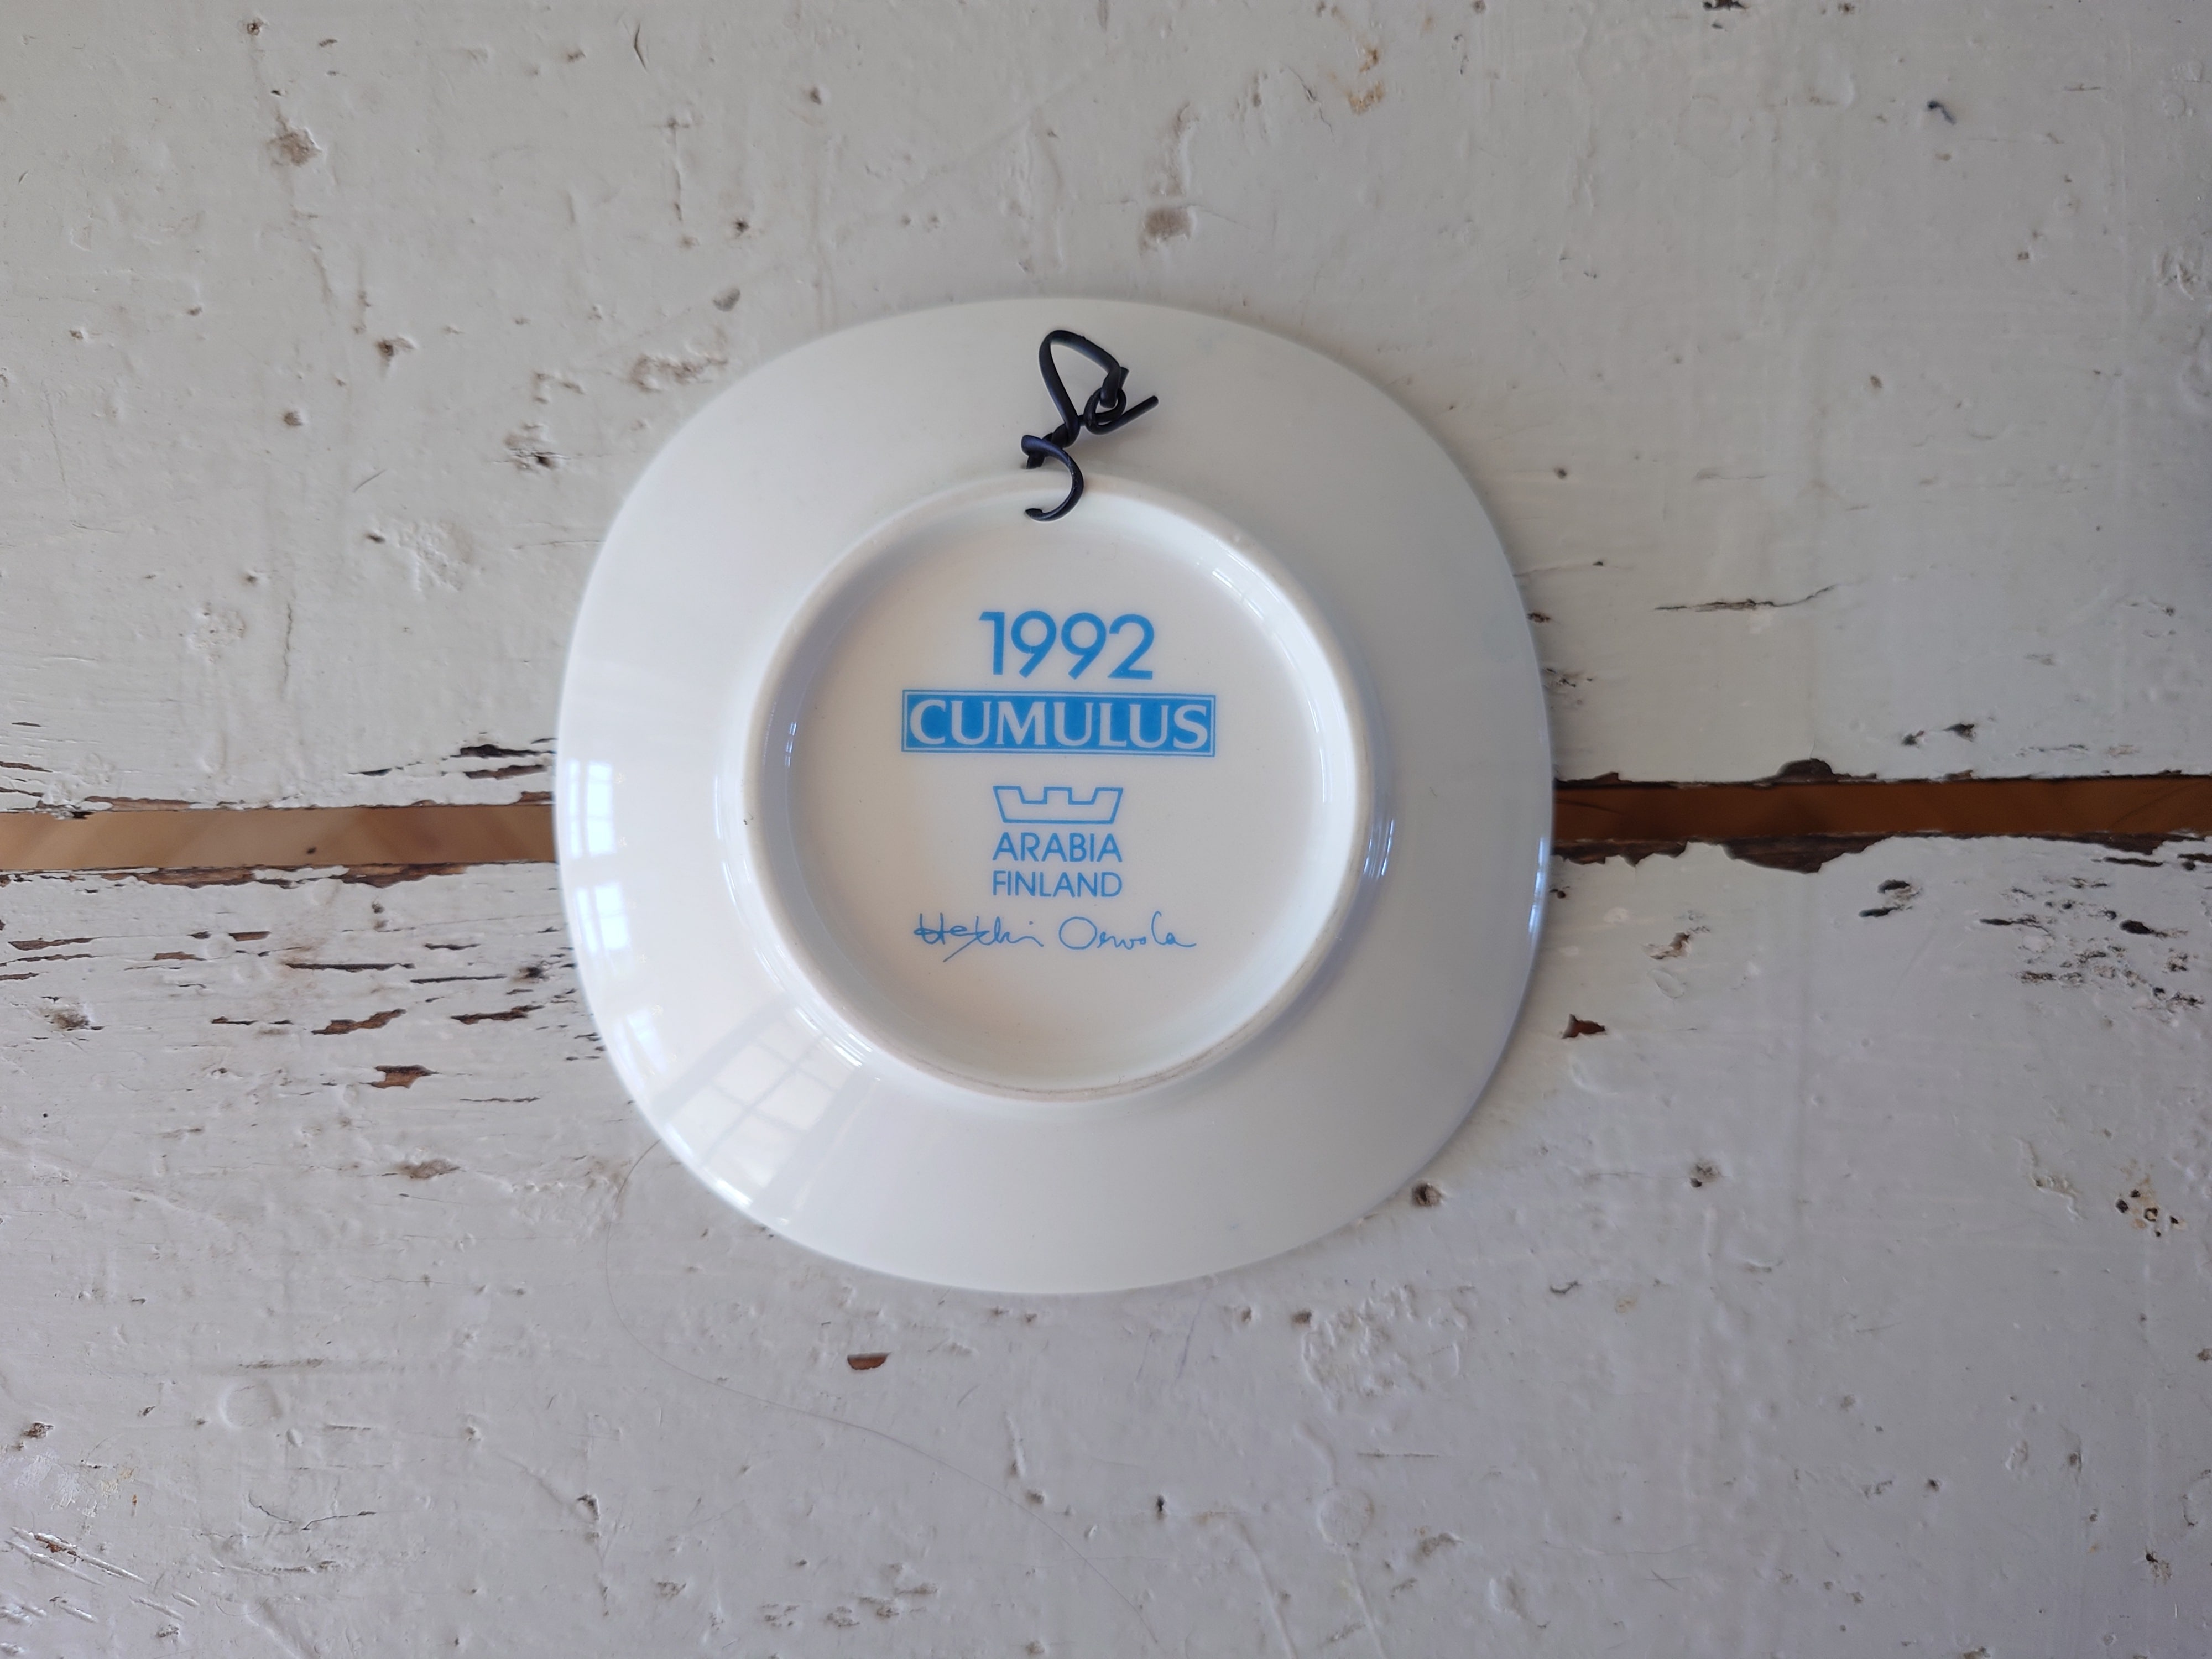 1992
CUMULUS
ARABIA
FINLAND
Heikki Orvola